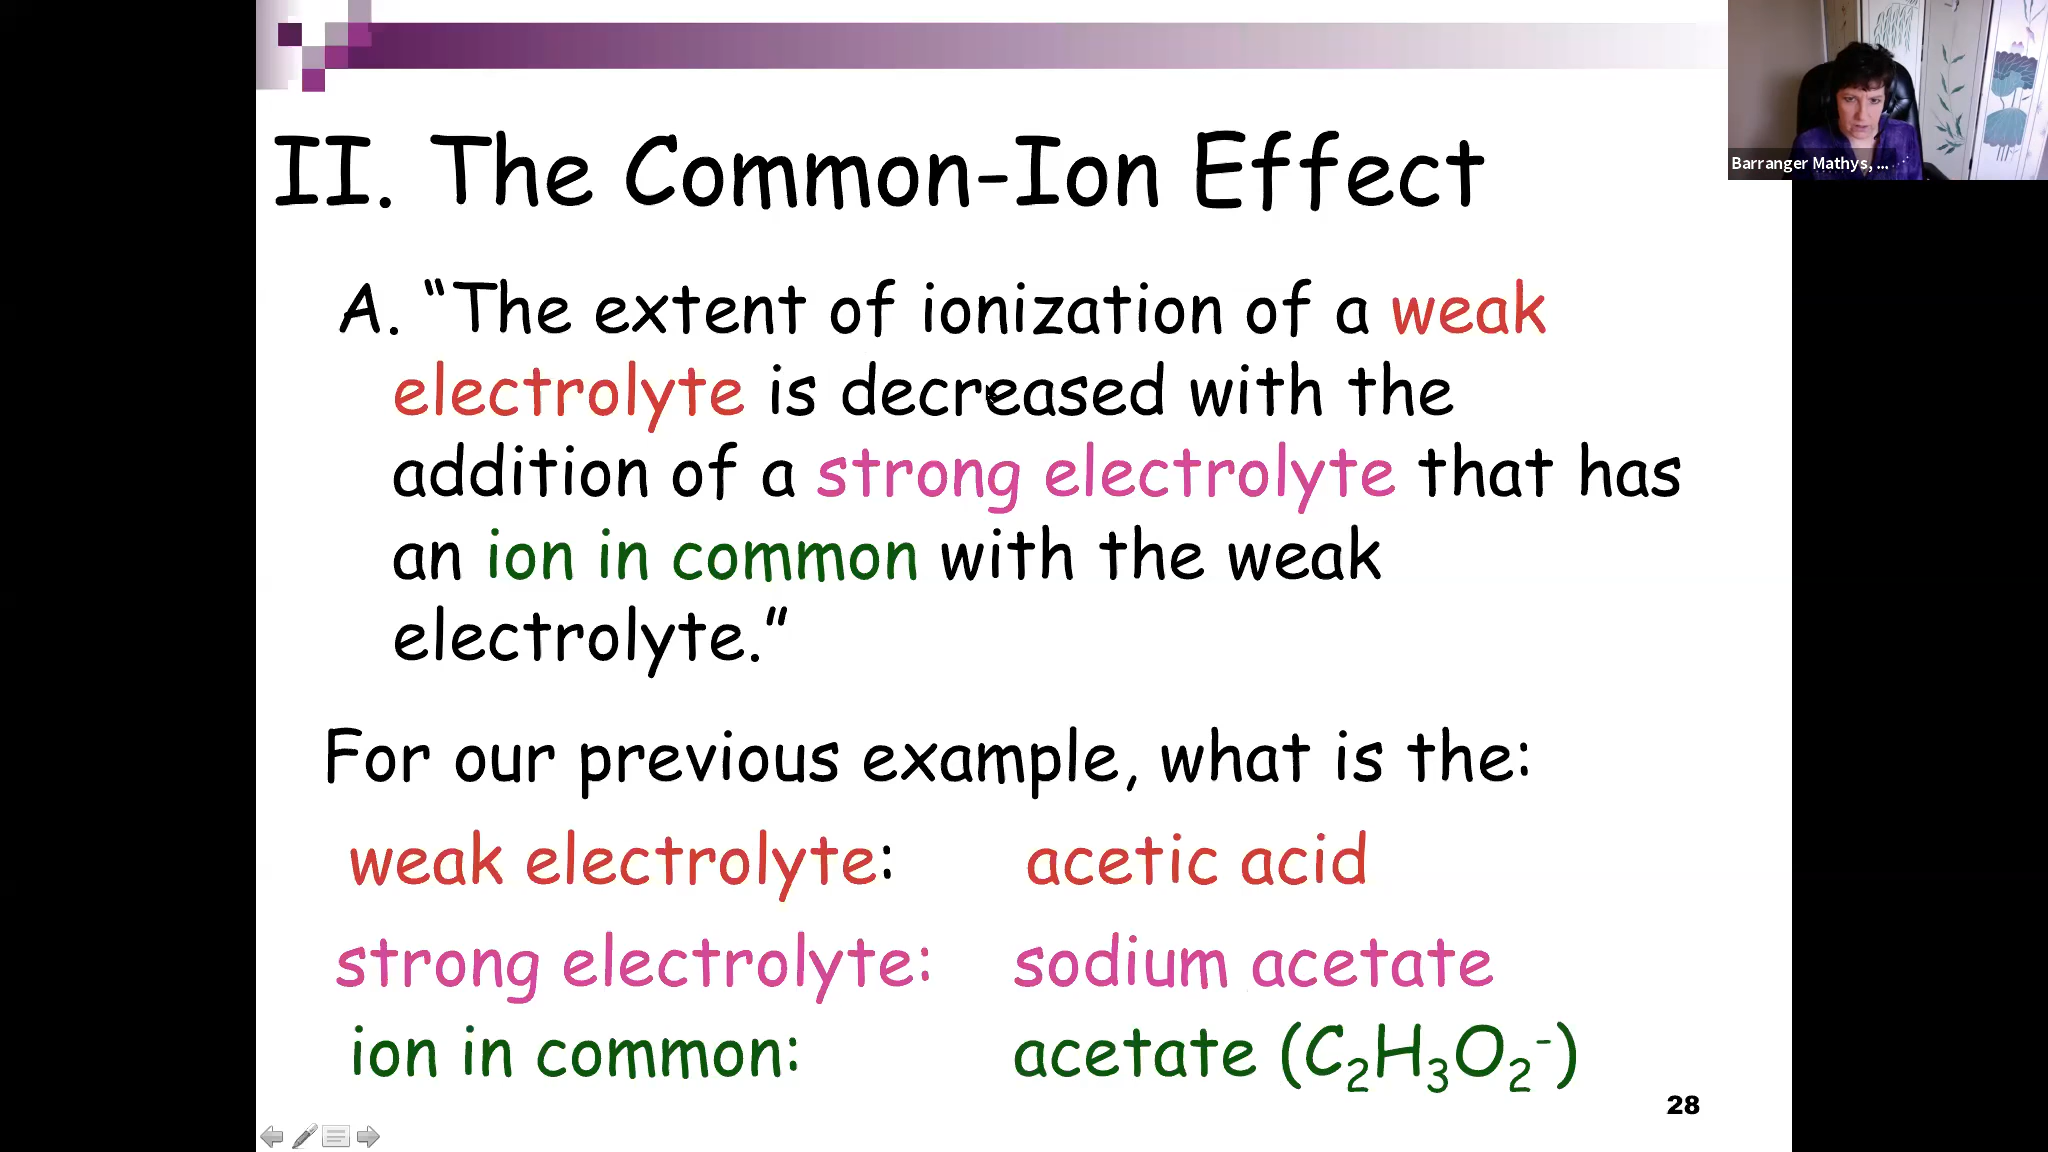 Barranger Mathys, ...
II. The Common-Ion Effect
A. “The extent of ionization of a weak
electrolyte is decreased with the
addition of a strong electrolyte that has
an ion in common with the weak
electrolyte.”
For our previous example, what is the:
weak electrolyte: acetic acid
strong electrolyte: sodium acetate
ion in common: acetate (C₂H₃O₂⁻)
28